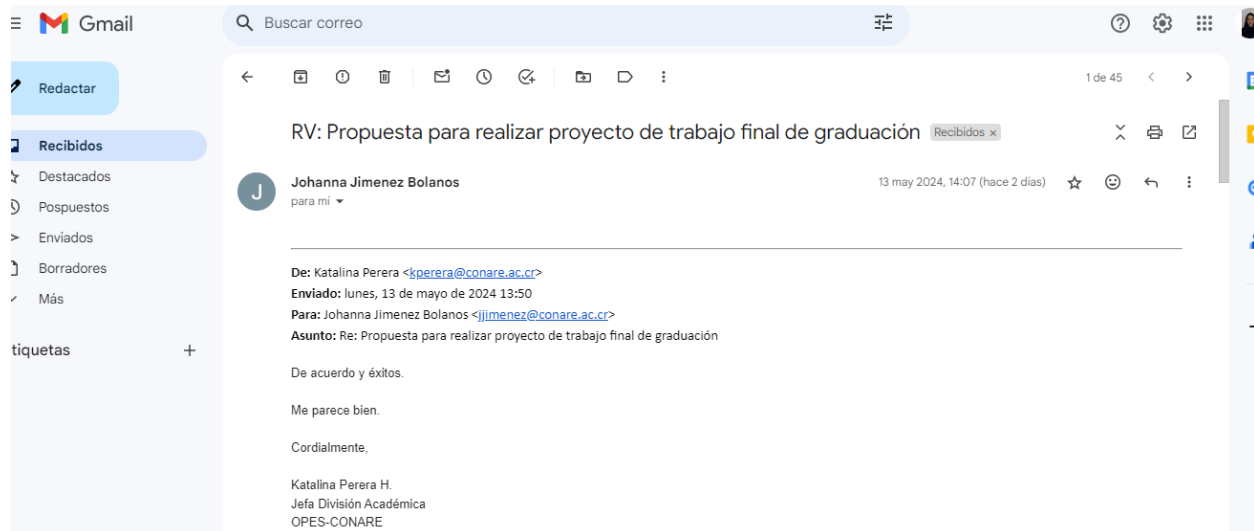 Gmail
Buscar correo
Redactar
1 de 45
RV: Propuesta para realizar proyecto de trabajo final de graduación Recibidos ×
Recibidos
Destacados
Pospuestos
Enviados
Borradores
Más
tiquetas +
J
Johanna Jimenez Bolanos
13 may 2024, 14:07 (hace 2 días)
para mí
De: Katalina Perera <kperera@conare.ac.cr>
Enviado: lunes, 13 de mayo de 2024 13:50
Para: Johanna Jimenez Bolanos <jjimenez@conare.ac.cr>
Asunto: Re: Propuesta para realizar proyecto de trabajo final de graduación
De acuerdo y éxitos.
Me parece bien.
Cordialmente,
Katalina Perera H.
Jefa División Académica
OPES-CONARE